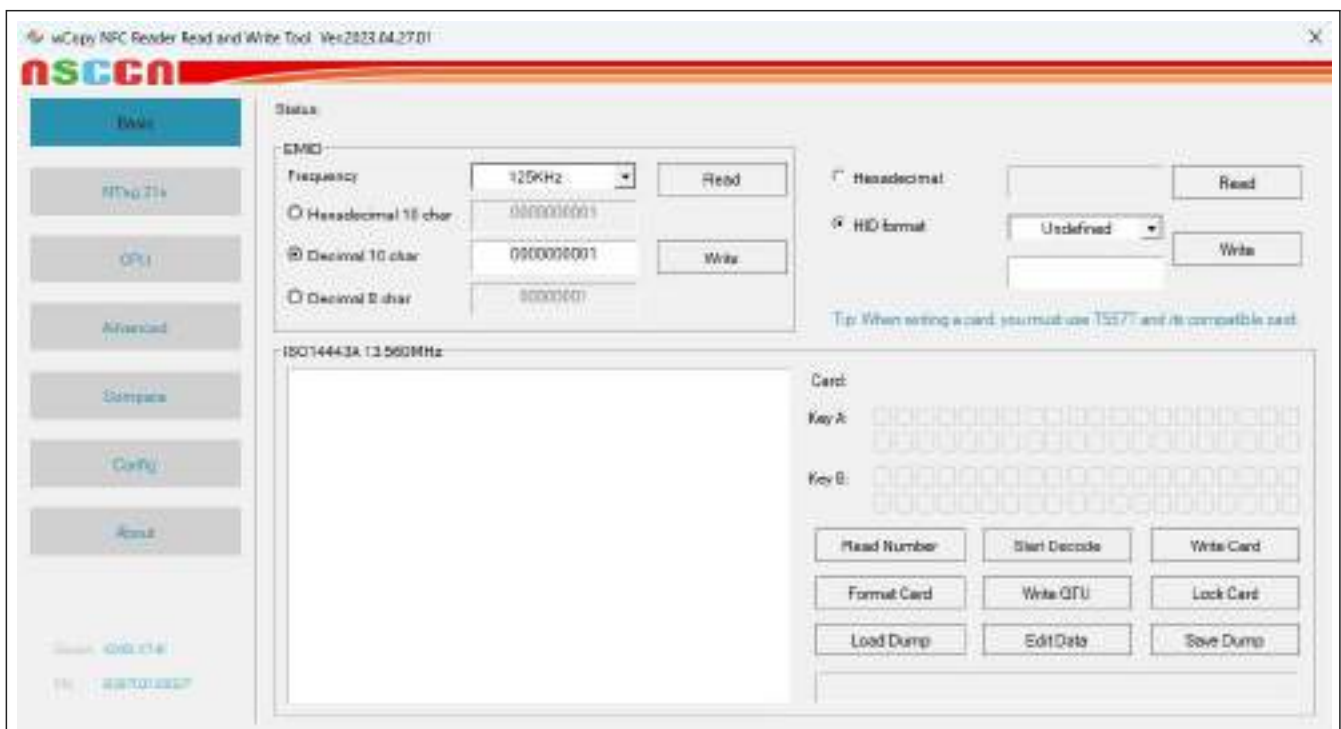 wCopy NFC Reader Read and Write Tool Ver.2023.04.27.01
nsccn
Basic
NTag 21x
CPU
Advanced
Compare
Config
About
Status:
EMID
Frequency
125KHz
Read
Hexadecimal 10 char
0000000001
Decimal 10 char
0000000001
Write
Decimal 8 char
00000001
Hexadecimal
Read
HID format
Undefined
Write
Tip: When writing a card, you must use T5577 and its compatible card.
ISO14443A 13.560MHz
Card:
Key A:
Key B:
Read Number
Start Decode
Write Card
Format Card
Write GTU
Lock Card
Load Dump
Edit Data
Save Dump